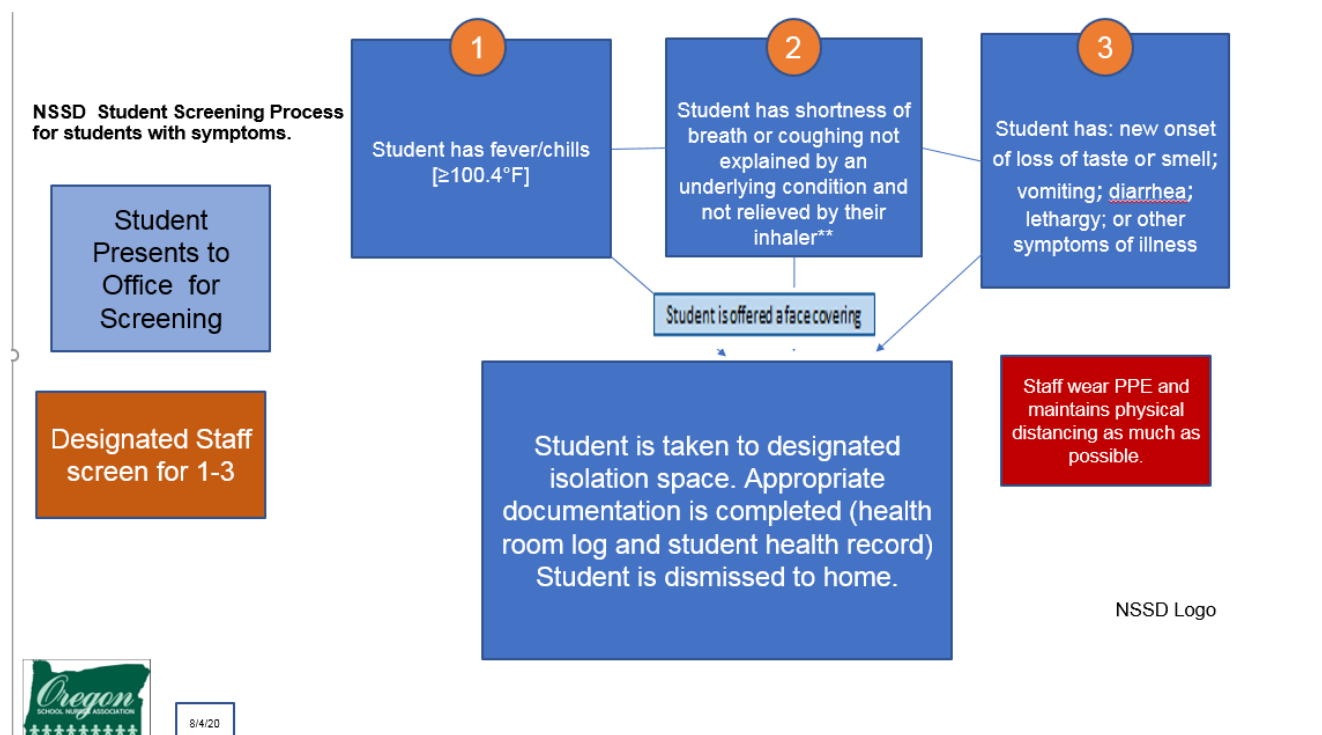 NSSD  Student Screening Process
for students with symptoms.
Student
Presents to
Office  for
Screening
Designated Staff
screen for 1-3
1
Student has fever/chills
[≥100.4°F]
2
Student has shortness of
breath or coughing not
explained by an
underlying condition and
not relieved by their
inhaler**
3
Student has: new onset
of loss of taste or smell;
vomiting; diarrhea;
lethargy; or other
symptoms of illness
Student is offered a face covering
Student is taken to designated
isolation space. Appropriate
documentation is completed (health
room log and student health record)
Student is dismissed to home.
Staff wear PPE and
maintains physical
distancing as much as
possible.
NSSD Logo
Oregon
SCHOOL NURSES ASSOCIATION
8/4/20